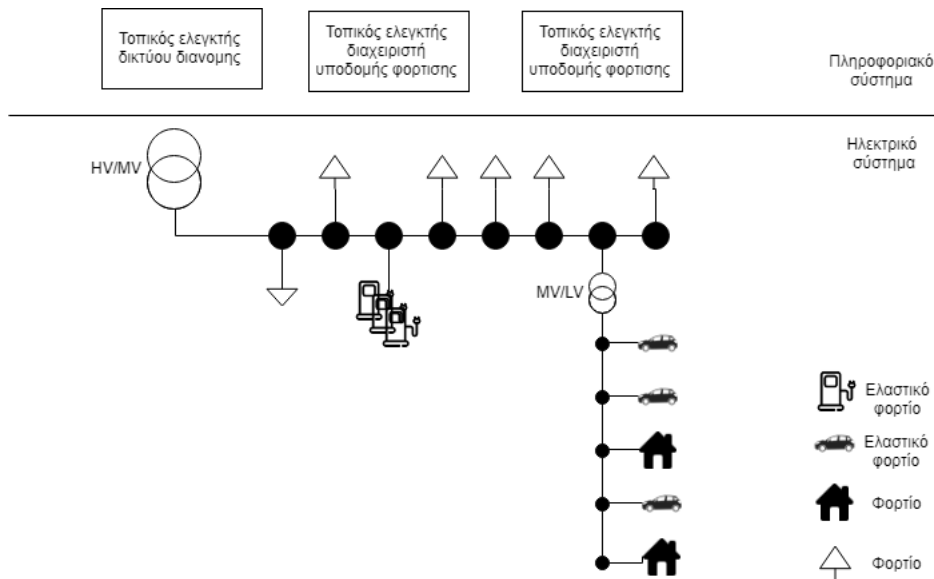 Τοπικός ελεγκτής
δικτύου διανομης
Τοπικός ελεγκτής
διαχειριστή
υποδομής φορτισης
Τοπικός ελεγκτής
διαχειριστή
υποδομής φορτισης
Πληροφοριακό
σύστημα
Ηλεκτρικό
σύστημα
HV/MV
MV/LV
Ελαστικό
φορτίο
Ελαστικό
φορτίο
Φορτίο
Φορτίο